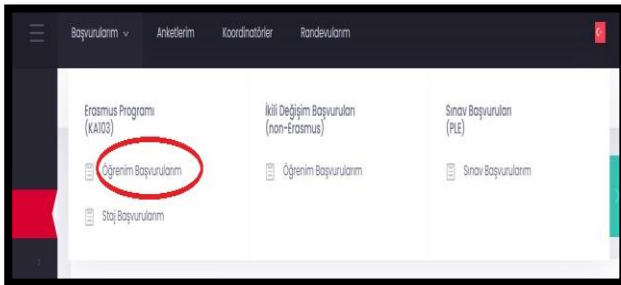 Başvurularım Anketlerim Koordinatörler Randevularım
Erasmus Programı
(KA103)
Öğrenim Başvurularım
Staj Başvurularım
İkili Değişim Başvuruları
(non-Erasmus)
Öğrenim Başvurularım
Sınav Başvuruları
(PLE)
Sınav Başvurularım